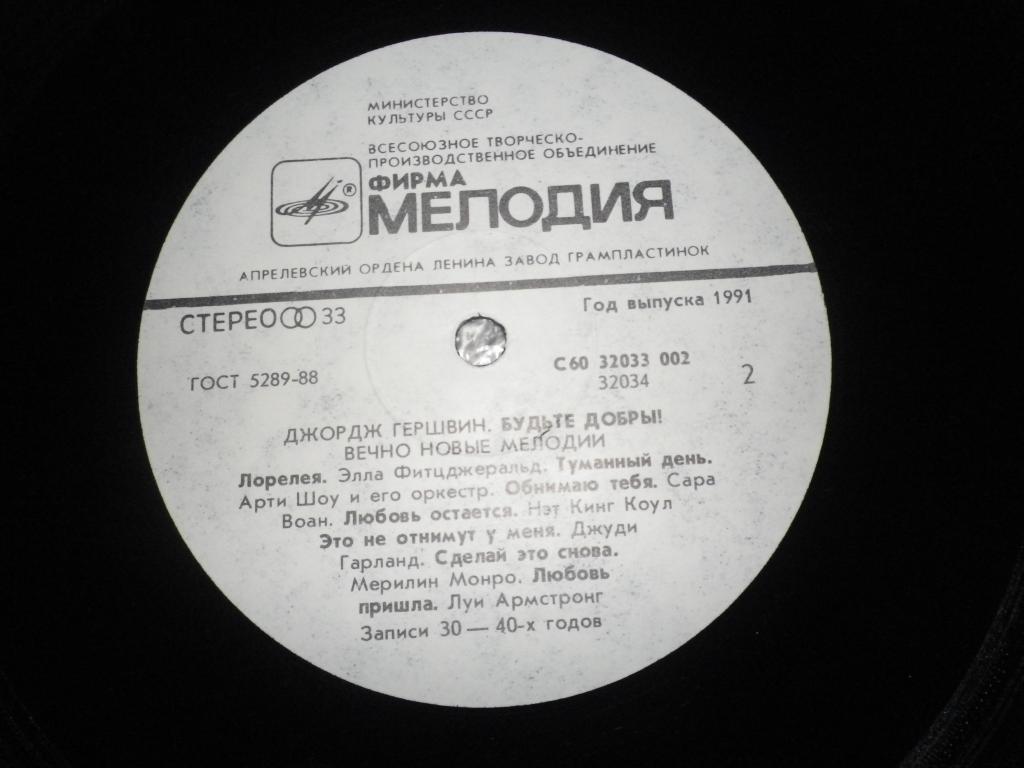 МИНИСТЕРСТВО
КУЛЬТУРЫ СССР
ВСЕСОЮЗНОЕ ТВОРЧЕСКО-
ПРОИЗВОДСТВЕННОЕ ОБЪЕДИНЕНИЕ
ФИРМА
®
МЕЛОДИЯ
АПРЕЛЕВСКИЙ ОРДЕНА ЛЕНИНА ЗАВОД ГРАМПЛАСТИНОК
СТЕРЕО 33
Год выпуска 1991
ГОСТ 5289-88
С60 32033 002
32034
2
ДЖОРДЖ ГЕРШВИН. БУДЬТЕ ДОБРЫ!
ВЕЧНО НОВЫЕ МЕЛОДИИ
Лорелея. Элла Фитцджеральд. Туманный день.
Арти Шоу и его оркестр. Обнимаю тебя. Сара
Воан. Любовь остается. Нэт Кинг Коул
Это не отнимут у меня. Джуди
Гарланд. Сделай это снова.
Мерилин Монро. Любовь
пришла. Луи Армстронг
Записи 30 — 40-х годов